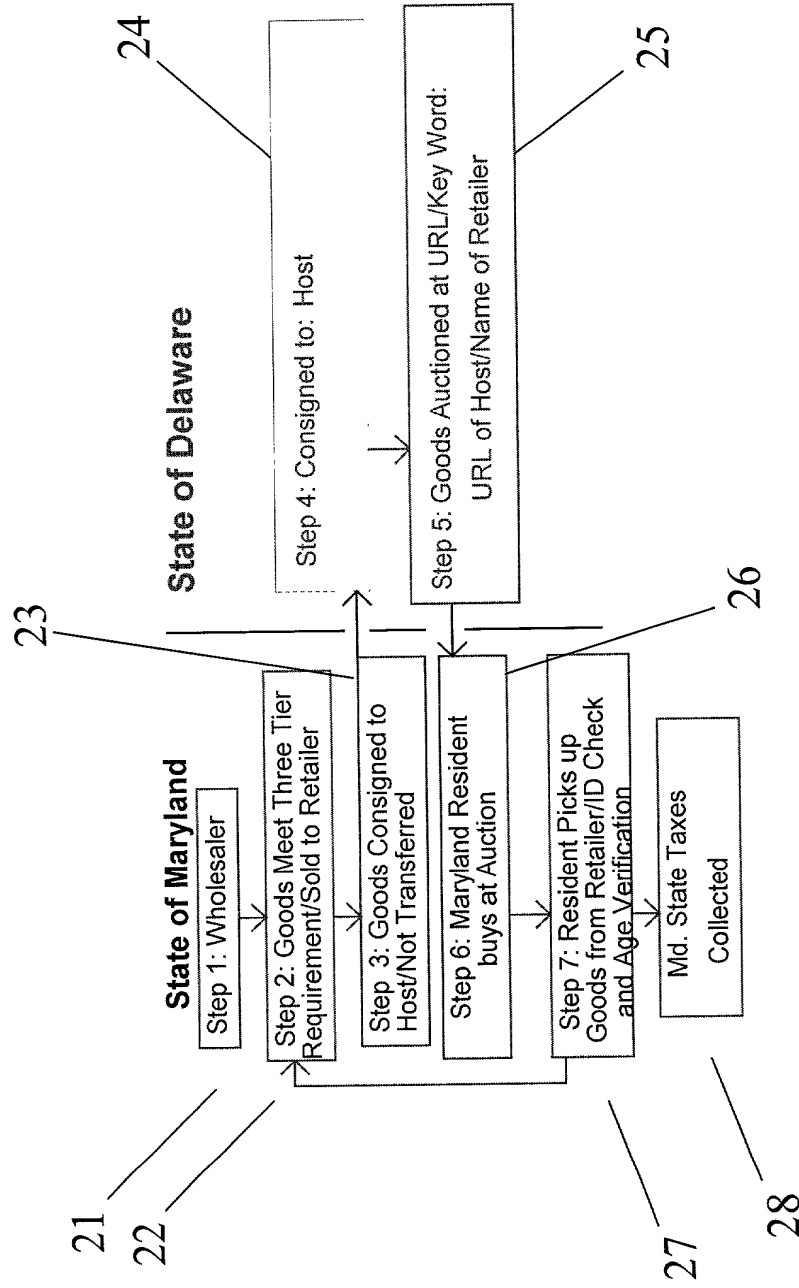 State of Maryland
State of Delaware
21
Step 1: Wholesaler
22
Step 2: Goods Meet Three Tier
Requirement/Sold to Retailer
23
Step 3: Goods Consigned to
Host/Not Transferred
24
Step 4: Consigned to: Host
25
Step 5: Goods Auctioned at URL/Key Word:
URL of Host/Name of Retailer
26
Step 6: Maryland Resident
buys at Auction
27
Step 7: Resident Picks up
Goods from Retailer/ID Check
and Age Verification
28
Md. State Taxes
Collected